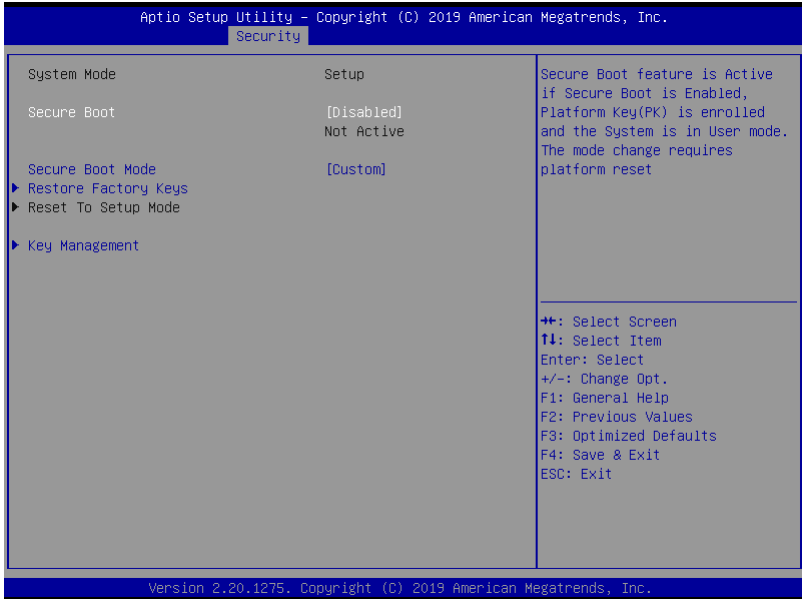 Aptio Setup Utility – Copyright (C) 2019 American Megatrends, Inc.
Security
System Mode Setup
Secure Boot [Disabled]
Not Active
Secure Boot Mode [Custom]
Restore Factory Keys
Reset To Setup Mode
Key Management
Secure Boot feature is Active
if Secure Boot is Enabled,
Platform Key(PK) is enrolled
and the System is in User mode.
The mode change requires
platform reset
→←: Select Screen
↑↓: Select Item
Enter: Select
+/-: Change Opt.
F1: General Help
F2: Previous Values
F3: Optimized Defaults
F4: Save & Exit
ESC: Exit
Version 2.20.1275. Copyright (C) 2019 American Megatrends, Inc.